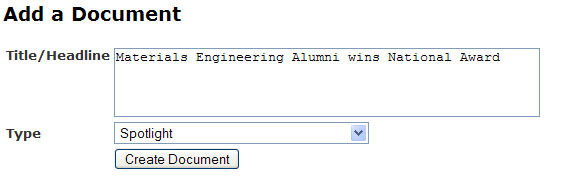 Add a Document
Title/Headline Materials Engineering Alumni wins National Award
Type Spotlight
Create Document